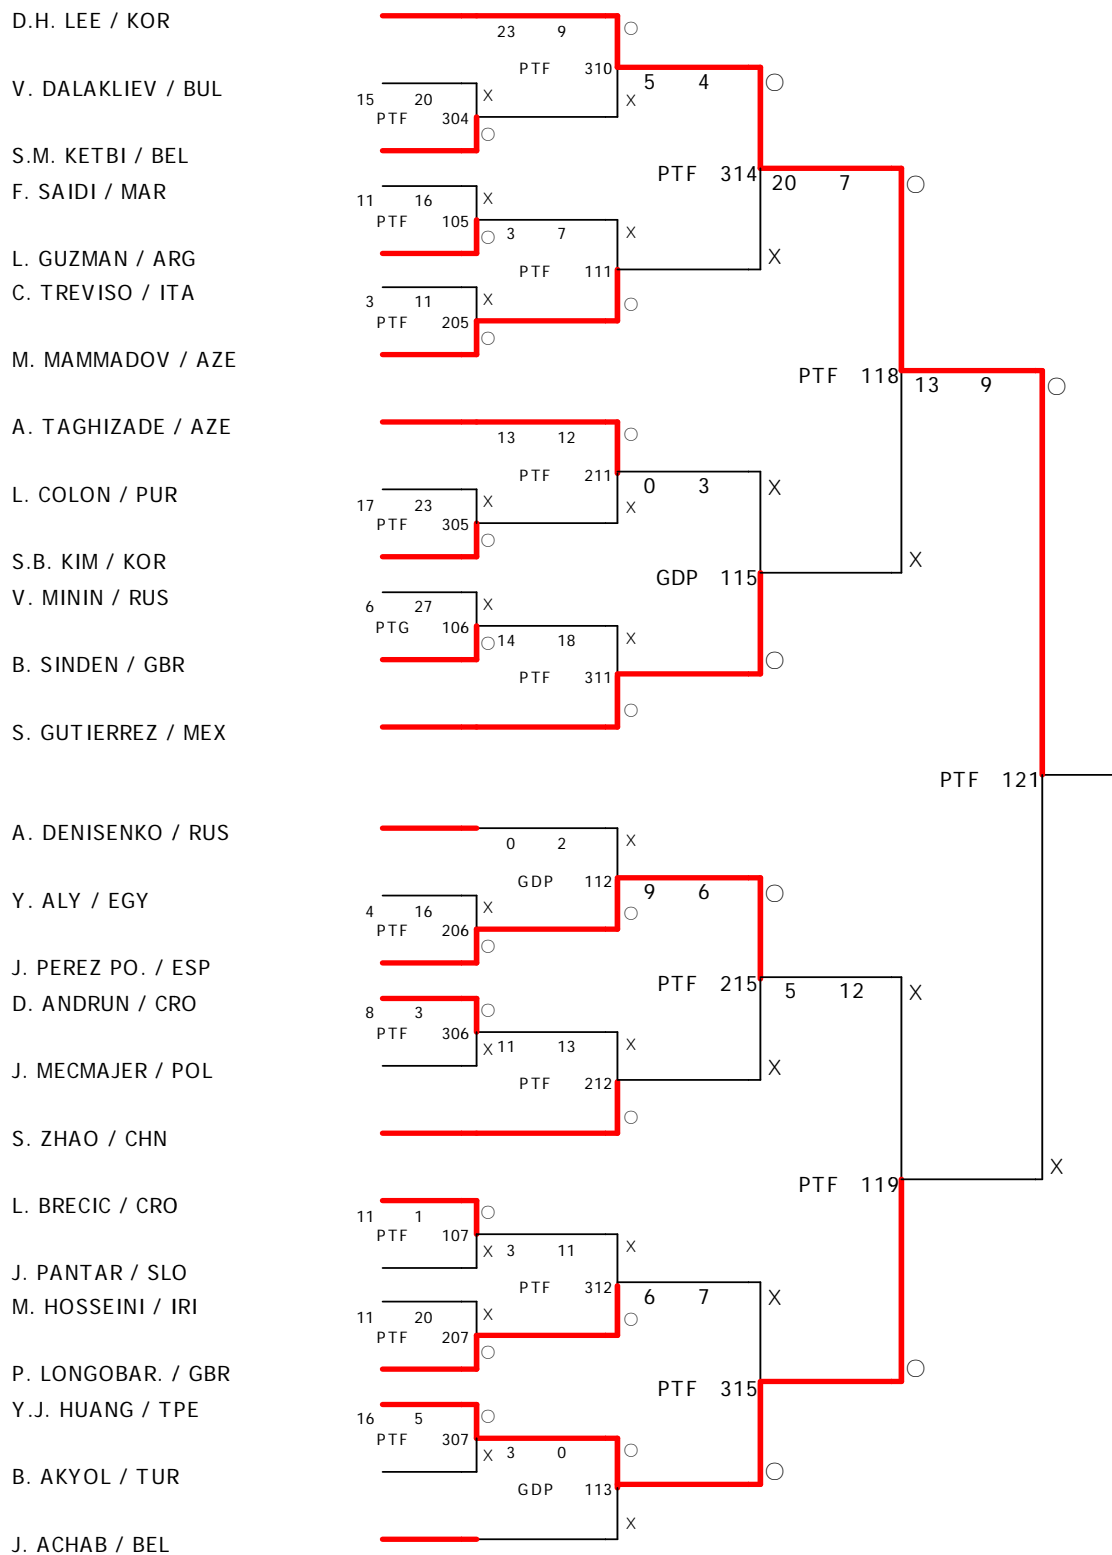 D.H. LEE / KOR
23 9 ○
PTF 310
5 4 ○
V. DALAKLIEV / BUL
15 20 X X
PTF 304
○
S.M. KETBI / BEL
PTF 314
20 7 ○
F. SAIDI / MAR
11 16 X
PTF 105
○ 3 7 X
L. GUZMAN / ARG
X
PTF 111
C. TREVISO / ITA
3 11 X ○
PTF 205
○
M. MAMMADOV / AZE
PTF 118
13 9 ○
A. TAGHIZADE / AZE
13 12 ○
PTF 211
0 3 X
L. COLON / PUR
17 23 X X
PTF 305
○
S.B. KIM / KOR
X
GDP 115
V. MININ / RUS
6 27 X
PTG 106
○ 14 18 X
B. SINDEN / GBR
○
PTF 311
○
S. GUTIERREZ / MEX
PTF 121
A. DENISENKO / RUS
0 2 X
GDP 112
9 6 ○
Y. ALY / EGY
4 16 X ○
PTF 206
○
J. PEREZ PO. / ESP
PTF 215
5 12 X
D. ANDRUN / CRO
8 3 ○
PTF 306
X 11 13 X
J. MECMAJER / POL
X
PTF 212
○
S. ZHAO / CHN
X
PTF 119
L. BRECIC / CRO
11 1 ○
PTF 107
X 3 11 X
J. PANTAR / SLO
PTF 312
6 7 X
M. HOSSEINI / IRI
11 20 X ○
PTF 207
○
P. LONGOBAR. / GBR
○
PTF 315
Y.J. HUANG / TPE
16 5 ○
PTF 307
X 3 0 ○
B. AKYOL / TUR
○
GDP 113
X
J. ACHAB / BEL